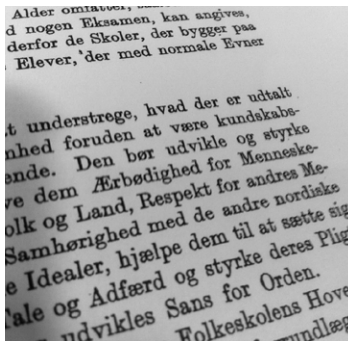 Alder omfatter,
d nogen Eksamen, kan angives,
derfor de Skoler, der bygger paa
Elever, der med normale Evner
t understrege, hvad der er udtalt
nhed foruden at være kundskabs-
ende. Den bør udvikle og styrke
ve dem Ærbødighed for Menneske-
olk og Land, Respekt for andres Me-
Samhørighed med de andre nordiske
e Idealer, hjælpe dem til at sætte sig
Tale og Adfærd og styrke deres Plig
udvikles Sans for Orden.
Folkeskolens Hove